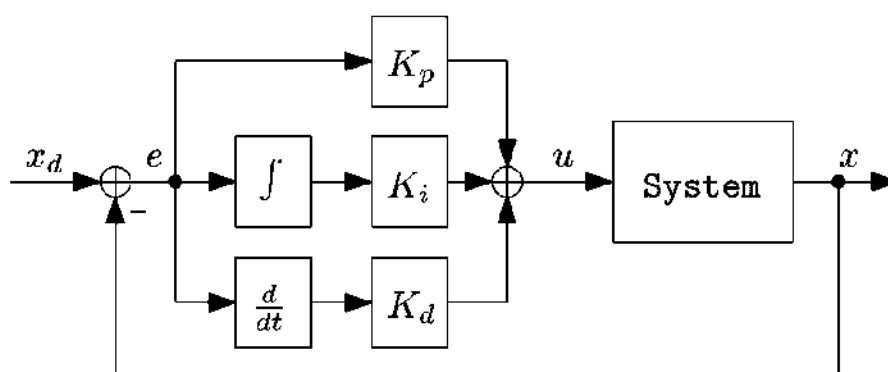 K_p
x_d e ∫ K_i u System x
−
d/dt K_d